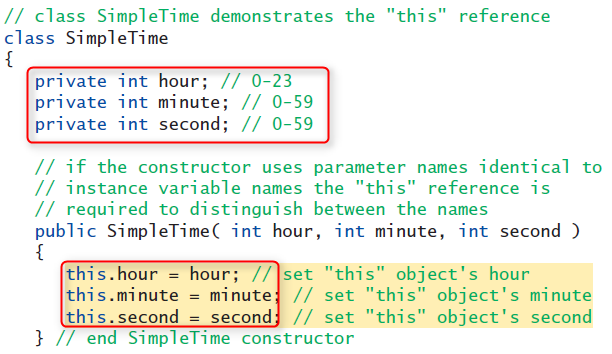 // class SimpleTime demonstrates the "this" reference
class SimpleTime
{
private int hour; // 0-23
private int minute; // 0-59
private int second; // 0-59
// if the constructor uses parameter names identical to
// instance variable names the "this" reference is
// required to distinguish between the names
public SimpleTime( int hour, int minute, int second )
{
this.hour = hour; // set "this" object's hour
this.minute = minute; // set "this" object's minute
this.second = second; // set "this" object's second
} // end SimpleTime constructor